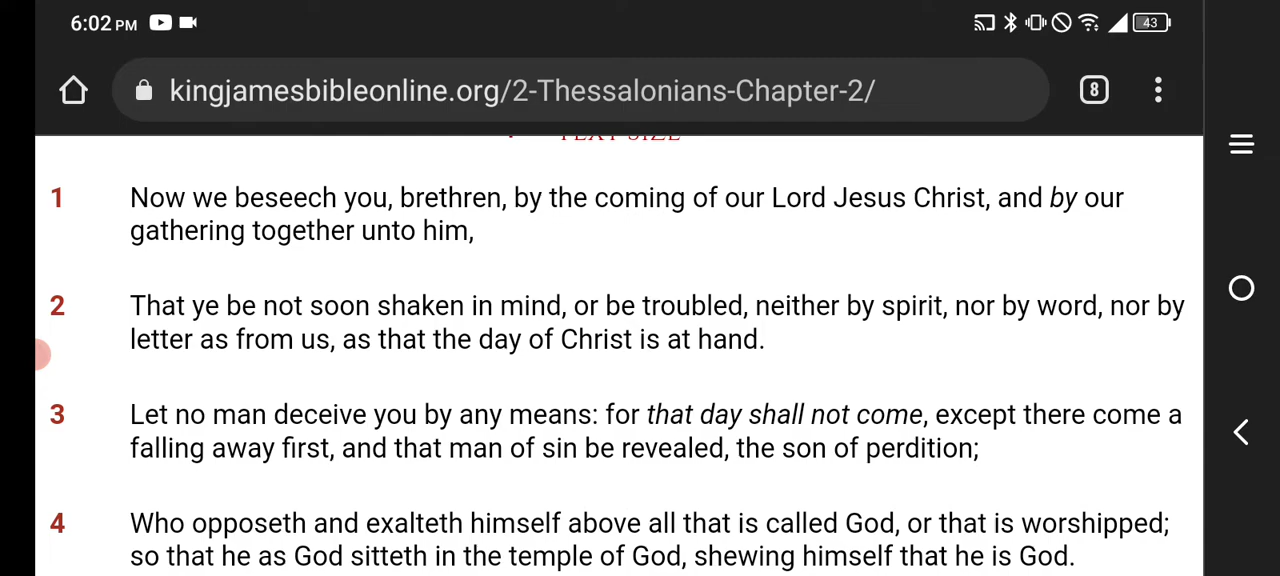 6:02 PM
43
kingjamesbibleonline.org/2-Thessalonians-Chapter-2/
8
TEXT SIZE
1 Now we beseech you, brethren, by the coming of our Lord Jesus Christ, and by our
gathering together unto him,
2 That ye be not soon shaken in mind, or be troubled, neither by spirit, nor by word, nor by
letter as from us, as that the day of Christ is at hand.
3 Let no man deceive you by any means: for that day shall not come, except there come a
falling away first, and that man of sin be revealed, the son of perdition;
4 Who opposeth and exalteth himself above all that is called God, or that is worshipped;
so that he as God sitteth in the temple of God, shewing himself that he is God.